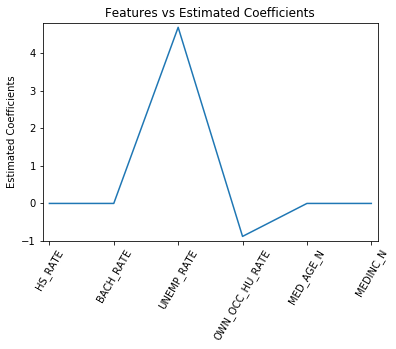 Features vs Estimated Coefficients
Estimated Coefficients
4
3
2
1
0
−1
HS_RATE
BACH_RATE
UNEMP_RATE
OWN_OCC_HU_RATE
MED_AGE_N
MEDINC_N